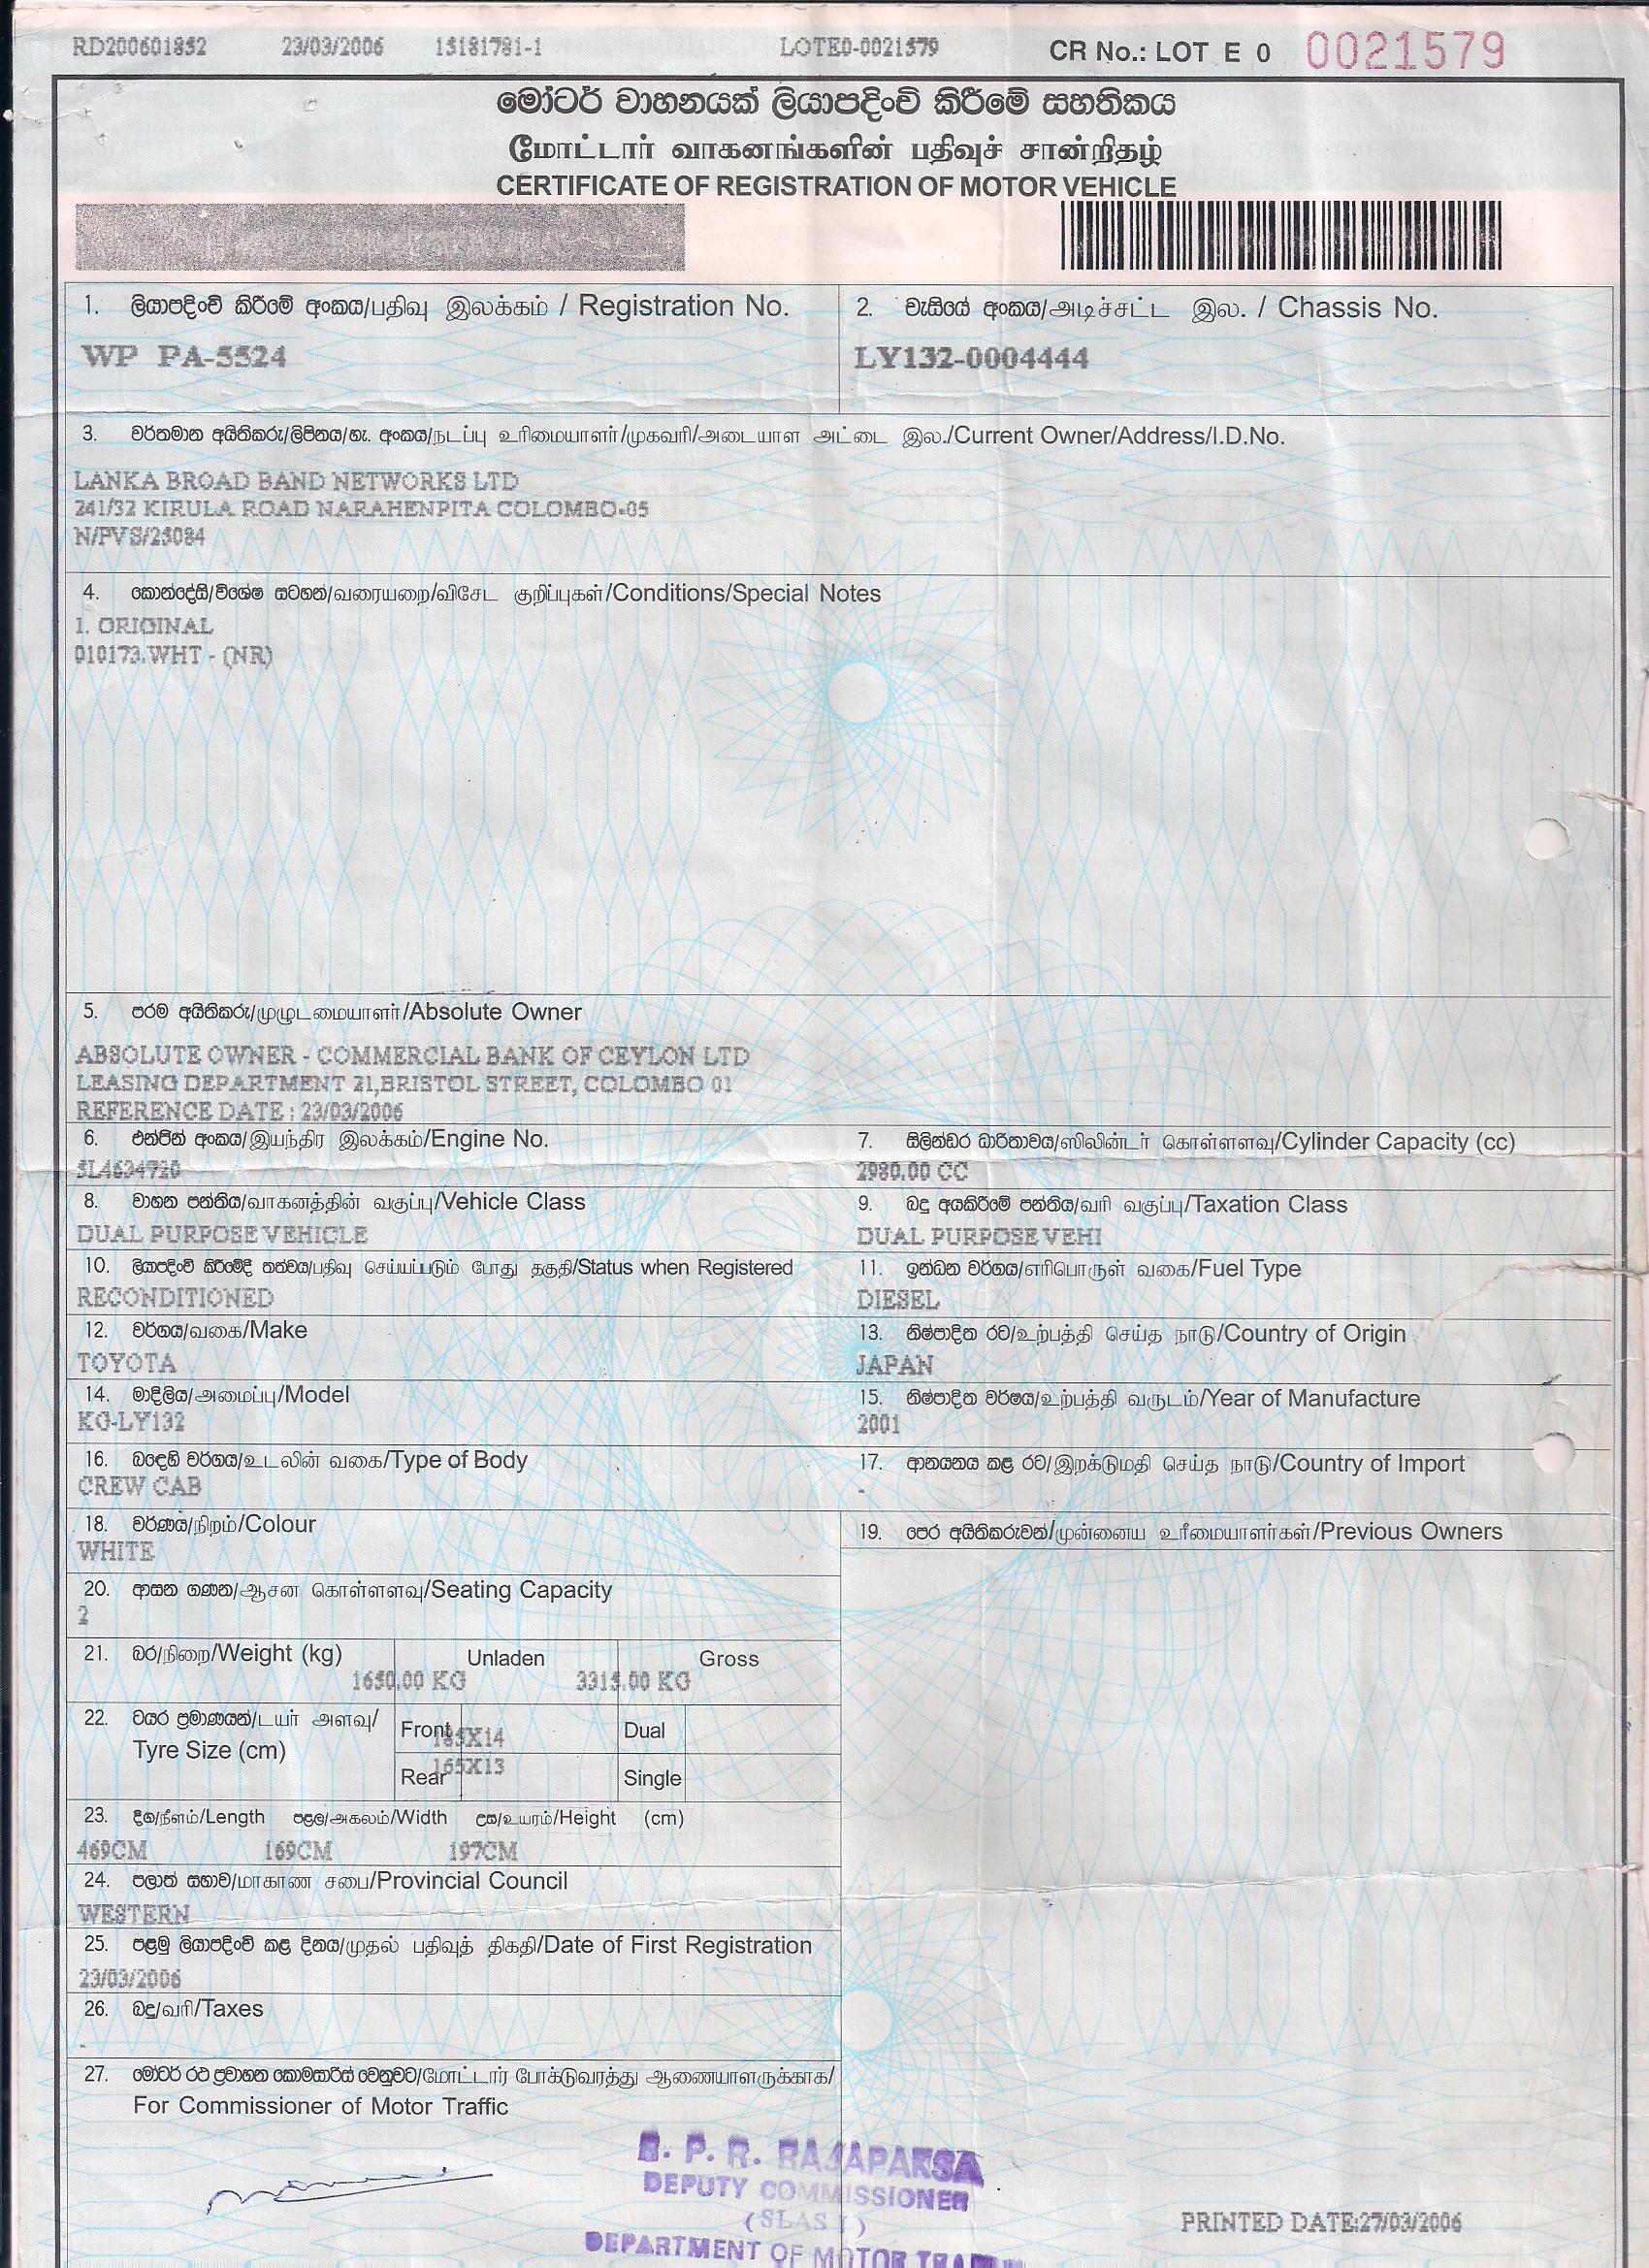 RD200601852 23/03/2006 15181781-1 LOTE0-0021579 CR No.: LOT E 0 0021579
මෝටර් වාහනයක් ලියාපදිංචි කිරීමේ සහතිකය
மோட்டார் வாகனங்களின் பதிவுச் சான்றிதழ்
CERTIFICATE OF REGISTRATION OF MOTOR VEHICLE
1. ලියාපදිංචි කිරීමේ අංකය/பதிவு இலக்கம் / Registration No.
WP PA-5524
2. චැසියේ අංකය/அடிச்சட்ட இல. / Chassis No.
LY132-0004444
3. වර්තමාන අයිතිකරු/ලිපිනය/හැ. අංකය/நடப்பு உரிமையாளர்/முகவரி/அடையாள அட்டை இல./Current Owner/Address/I.D.No.
LANKA BROAD BAND NETWORKS LTD
241/32 KIRULA ROAD NARAHENPITA COLOMBO-05
N/PVS/25084
4. කොන්දේසි/විශේෂ සටහන්/வரையறை/விசேட குறிப்புகள்/Conditions/Special Notes
1. ORIGINAL
010173.WHT - (NR)
5. පරම අයිතිකරු/முழுடமையாளர்/Absolute Owner
ABSOLUTE OWNER - COMMERCIAL BANK OF CEYLON LTD
LEASING DEPARTMENT 21,BRISTOL STREET, COLOMBO 01
REFERENCE DATE : 23/03/2006
6. එන්ජින් අංකය/இயந்திர இலக்கம்/Engine No.
5L4634720
7. සිලින්ඩර ධාරිතාවය/ஸிலின்டர் கொள்ளளவு/Cylinder Capacity (cc)
2980.00 CC
8. වාහන පන්තිය/வாகனத்தின் வகுப்பு/Vehicle Class
DUAL PURPOSE VEHICLE
9. බදු අයකිරීමේ පන්තිය/வரி வகுப்பு/Taxation Class
DUAL PURPOSE VEHI
10. ලියාපදිංචි කිරීමේදී තත්වය/பதிவு செய்யப்படும் போது தகுதி/Status when Registered
RECONDITIONED
11. ඉන්ධන වර්ගය/எரிபொருள் வகை/Fuel Type
DIESEL
12. වර්ගය/வகை/Make
TOYOTA
13. නිෂ්පාදිත රට/உற்பத்தி செய்த நாடு/Country of Origin
JAPAN
14. මාදිලිය/அமைப்பு/Model
KG-LY132
15. නිෂ්පාදිත වර්ෂය/உற்பத்தி வருடம்/Year of Manufacture
2001
16. බඳෙහි වර්ගය/உடலின் வகை/Type of Body
CREW CAB
17. ආනයනය කළ රට/இறக்டுமதி செய்த நாடு/Country of Import
-
18. වර්ණය/நிறம்/Colour
WHITE
19. පෙර අයිතිකරුවන්/முன்னைய உரிமையாளர்கள்/Previous Owners
20. ආසන ගණන/ஆசன கொள்ளளவு/Seating Capacity
2
21. බර/நிறை/Weight (kg) Unladen Gross
1650.00 KG 3315.00 KG
22. ටයර ප්‍රමාණයන්/டயர் அளவு/ Front 185X14 Dual
Tyre Size (cm) Rear 165X13 Single
23. දිග/நீளம்/Length පළල/அகலம்/Width උස/உயரம்/Height (cm)
469CM 169CM 197CM
24. පලාත් සභාව/மாகாண சபை/Provincial Council
WESTERN
25. පළමු ලියාපදිංචි කළ දිනය/முதல் பதிவுத் திகதி/Date of First Registration
23/03/2006
26. බදු/வரி/Taxes
-
27. මෝටර් රථ ප්‍රවාහන කොමසාරිස් වෙනුවට/மோட்டார் போக்டுவரத்து ஆணையாளருக்காக/
For Commissioner of Motor Traffic
P. R. RAJAPAKSA
DEPUTY COMMISSIONER
(SLAS I)
DEPARTMENT OF MOTOR
PRINTED DATE:27/03/2006